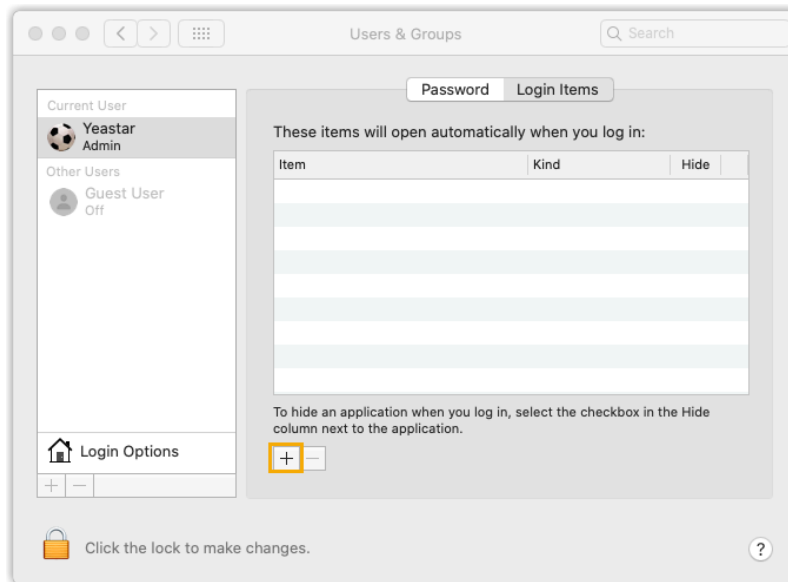 Users & Groups
Search
Current User
Yeastar
Admin
Other Users
Guest User
Off
Login Options
+ −
Password Login Items
These items will open automatically when you log in:
Item Kind Hide
To hide an application when you log in, select the checkbox in the Hide
column next to the application.
+ −
Click the lock to make changes.
?